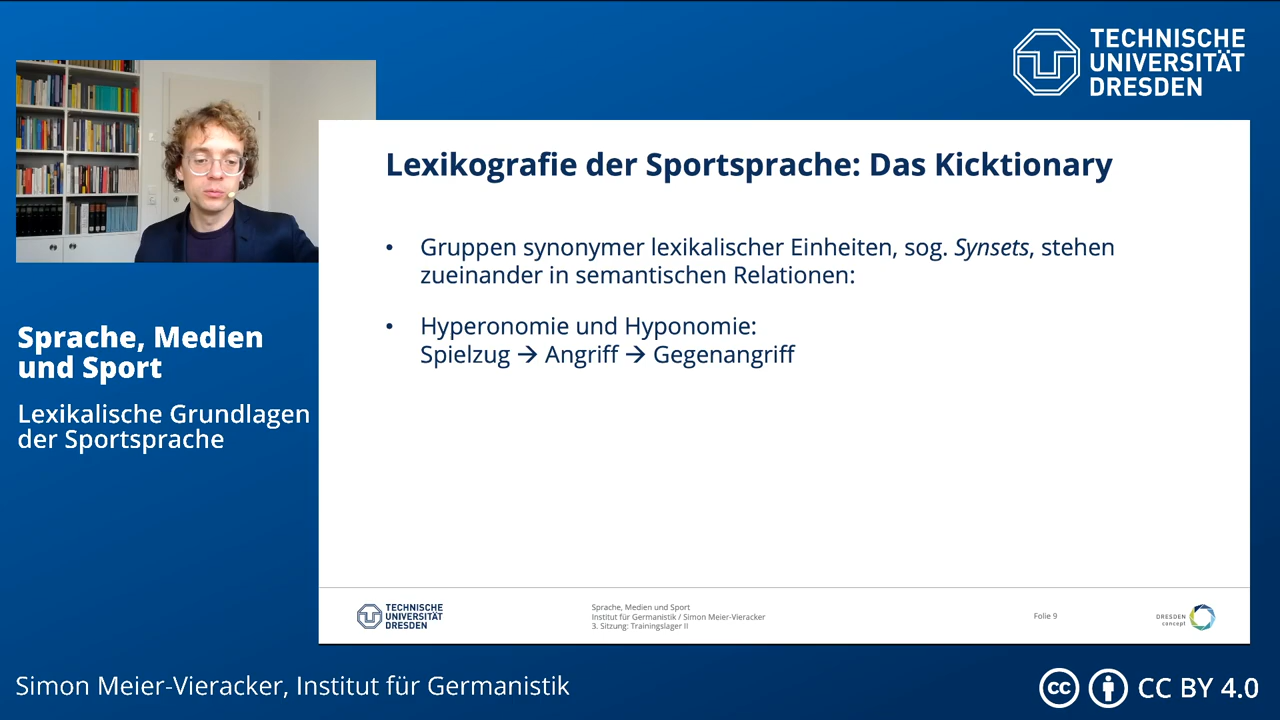 TECHNISCHE
UNIVERSITÄT
DRESDEN
Lexikografie der Sportsprache: Das Kicktionary
• Gruppen synonymer lexikalischer Einheiten, sog. Synsets, stehen
zueinander in semantischen Relationen:
• Hyperonomie und Hyponomie:
Spielzug → Angriff → Gegenangriff
Sprache, Medien
und Sport
Lexikalische Grundlagen
der Sportsprache
TECHNISCHE
UNIVERSITÄT
DRESDEN
Sprache, Medien und Sport
Institut für Germanistik / Simon Meier-Vieracker
3. Sitzung: Trainingslager II
Folie 9
DRESDEN
concept
Simon Meier-Vieracker, Institut für Germanistik
cc CC BY 4.0